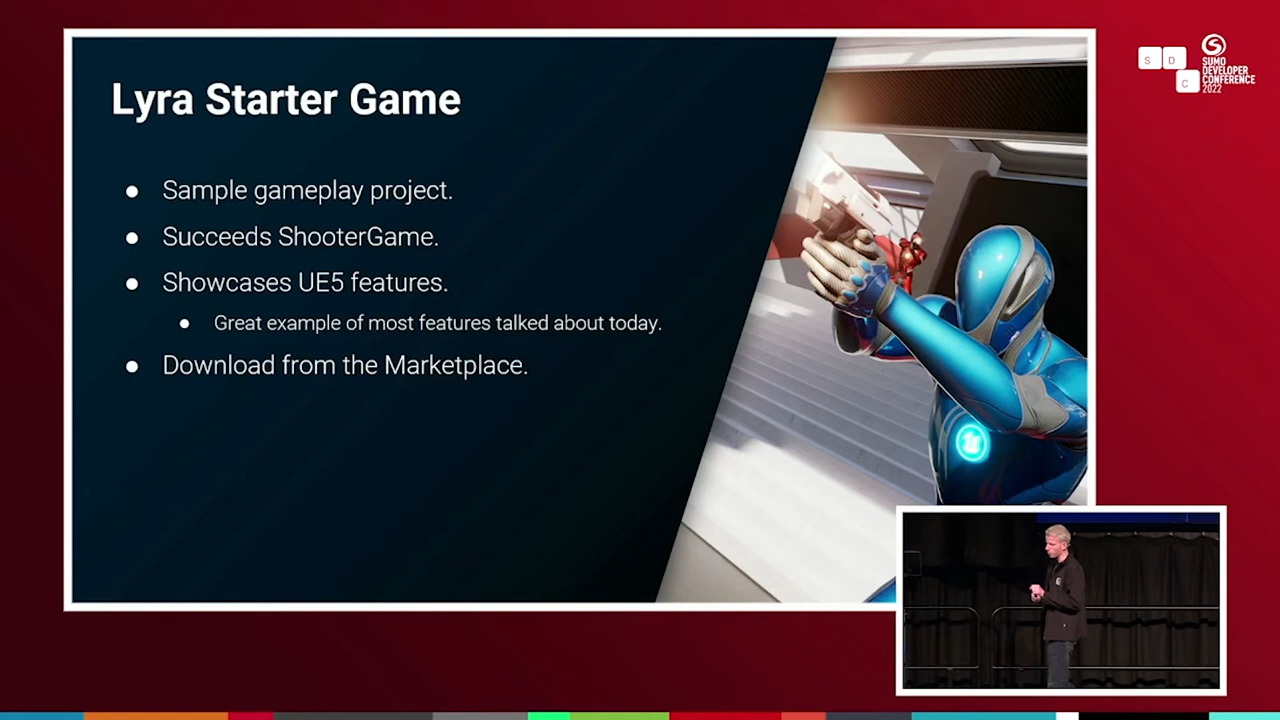 Lyra Starter Game
● Sample gameplay project.
● Succeeds ShooterGame.
● Showcases UE5 features.
● Great example of most features talked about today.
● Download from the Marketplace.
S D
C
SUMO
DEVELOPER
CONFERENCE
2022